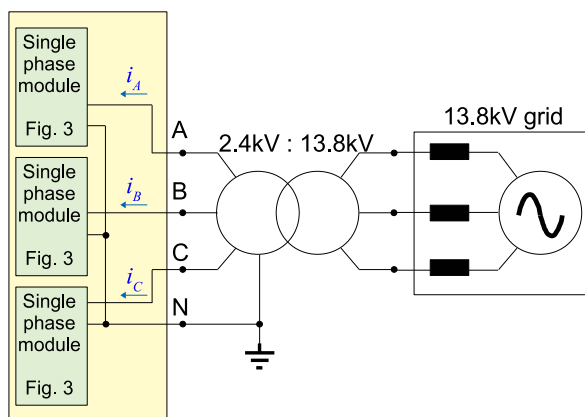 Single
phase
module
Fig. 3
Single
phase
module
Fig. 3
Single
phase
module
Fig. 3
i_A
i_B
i_C
A
B
C
N
2.4kV : 13.8kV
13.8kV grid